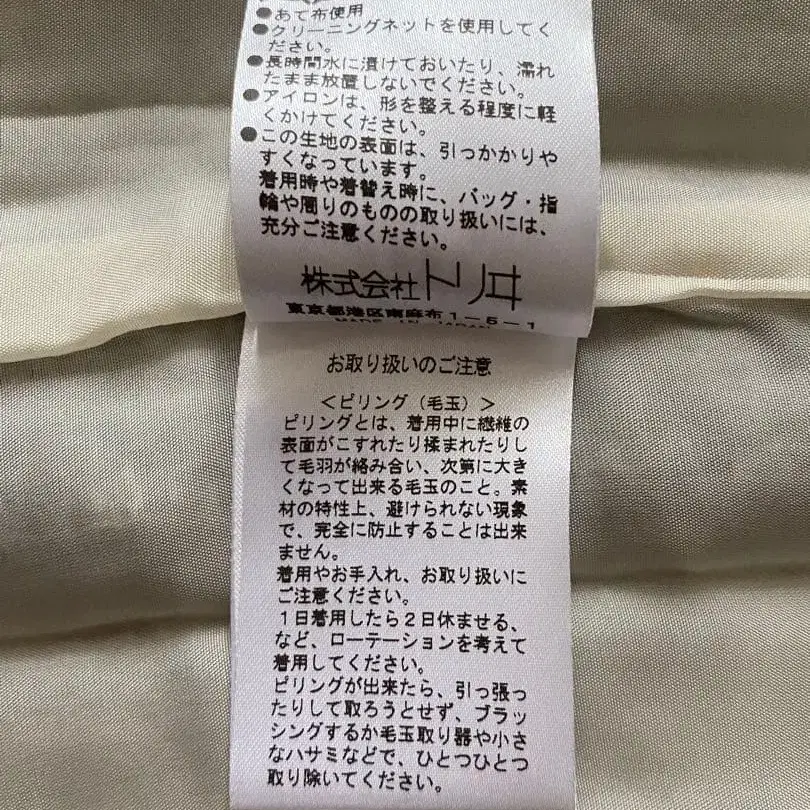 ●あて布使用
●クリーニングネットを使用してく
ださい。
●長時間水に漬けておいたり、濡れ
たまま放置しないでください。
●アイロンは、形を整える程度に軽
くかけてください。
●この生地の表面は、引っかかりや
すくなっています。
着用時や着替え時に、バッグ・指
輪や周りのものの取り扱いには、
充分ご注意ください。
株式会社
東京都港区南麻布1-5-1
MADE IN JAPAN
お取り扱いのご注意
＜ピリング（毛玉）＞
ピリングとは、着用中に繊維の
表面がこすれたり揉まれたりし
て毛羽が絡み合い、次第に大き
くなって出来る毛玉のこと。素
材の特性上、避けられない現象
で、完全に防止することは出来
ません。
着用やお手入れ、お取り扱いに
ご注意ください。
１日着用したら２日休ませる、
など、ローテーションを考えて
着用してください。
ピリングが出来たら、引っ張っ
たりして取ろうとせず、ブラッ
シングするか毛玉取り器や小さ
なハサミなどで、ひとつひとつ
取り除いてください。